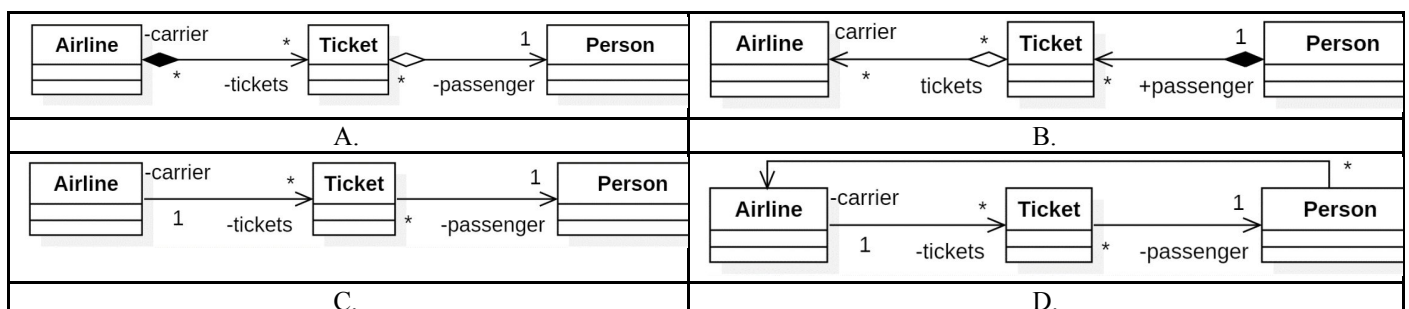 Airline -carrier * Ticket 1 Person
* -tickets * -passenger
A.
Airline carrier * Ticket 1 Person
* tickets * +passenger
B.
Airline -carrier * Ticket 1 Person
1 -tickets * -passenger
C.
*
Airline -carrier * Ticket 1 Person
1 -tickets * -passenger
D.